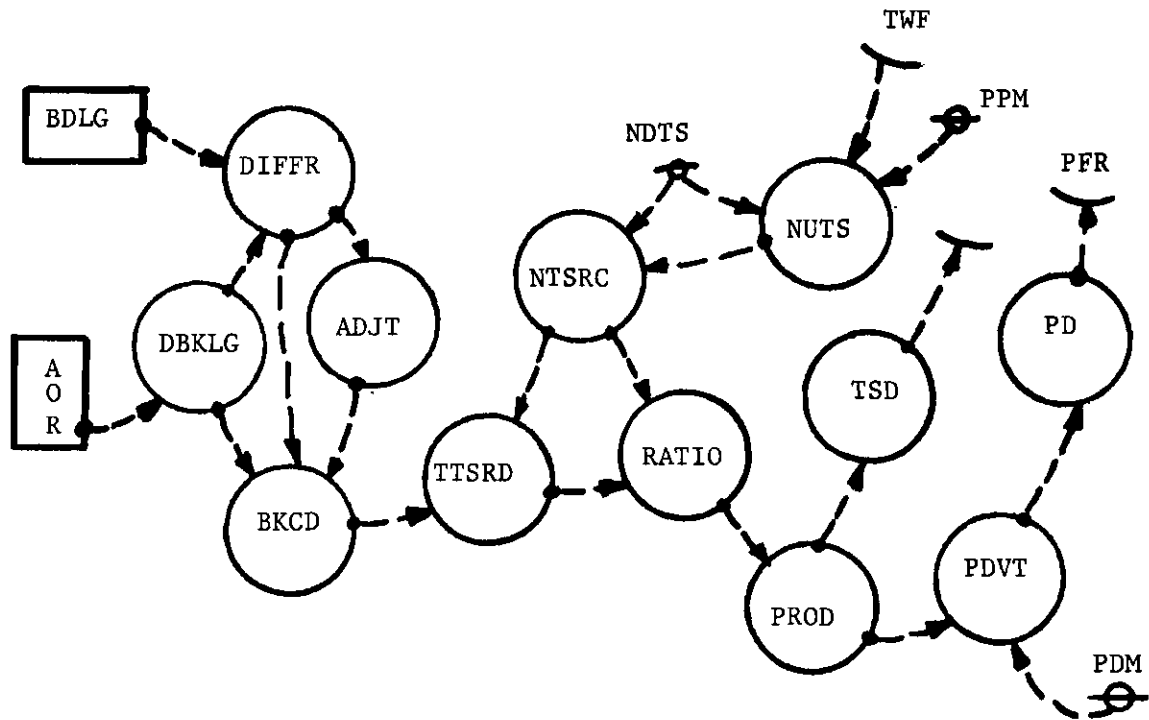 TWF
BDLG
PPM
NDTS
DIFFR
PFR
NUTS
NTSRC
DBKLG
ADJT
PD
A
O
R
TSD
TTSRD
RATIO
BKCD
PDVT
PROD
PDM